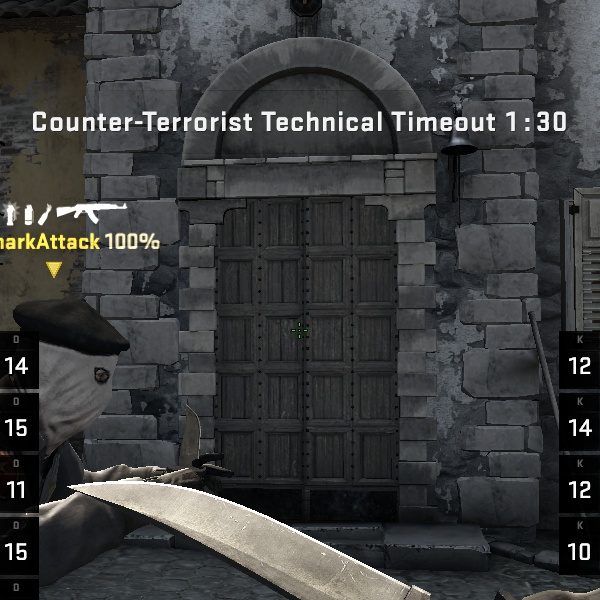 Counter-Terrorist Technical Timeout 1:30
harkAttack 100%
D
14
D
15
D
11
D
15
D
K
12
K
14
K
12
K
10